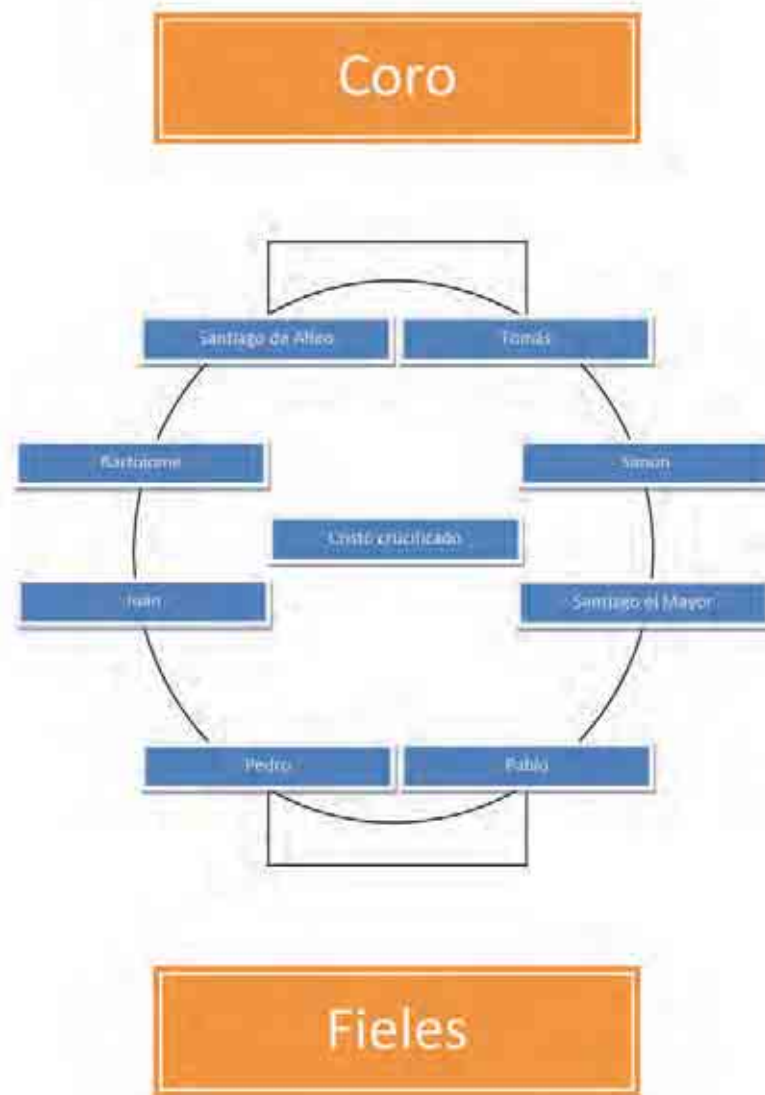 Coro
Santiago de Alfeo
Tomás
Bartolomé
Simón
Cristo crucificado
Juan
Santiago el Mayor
Pedro
Pablo
Fieles